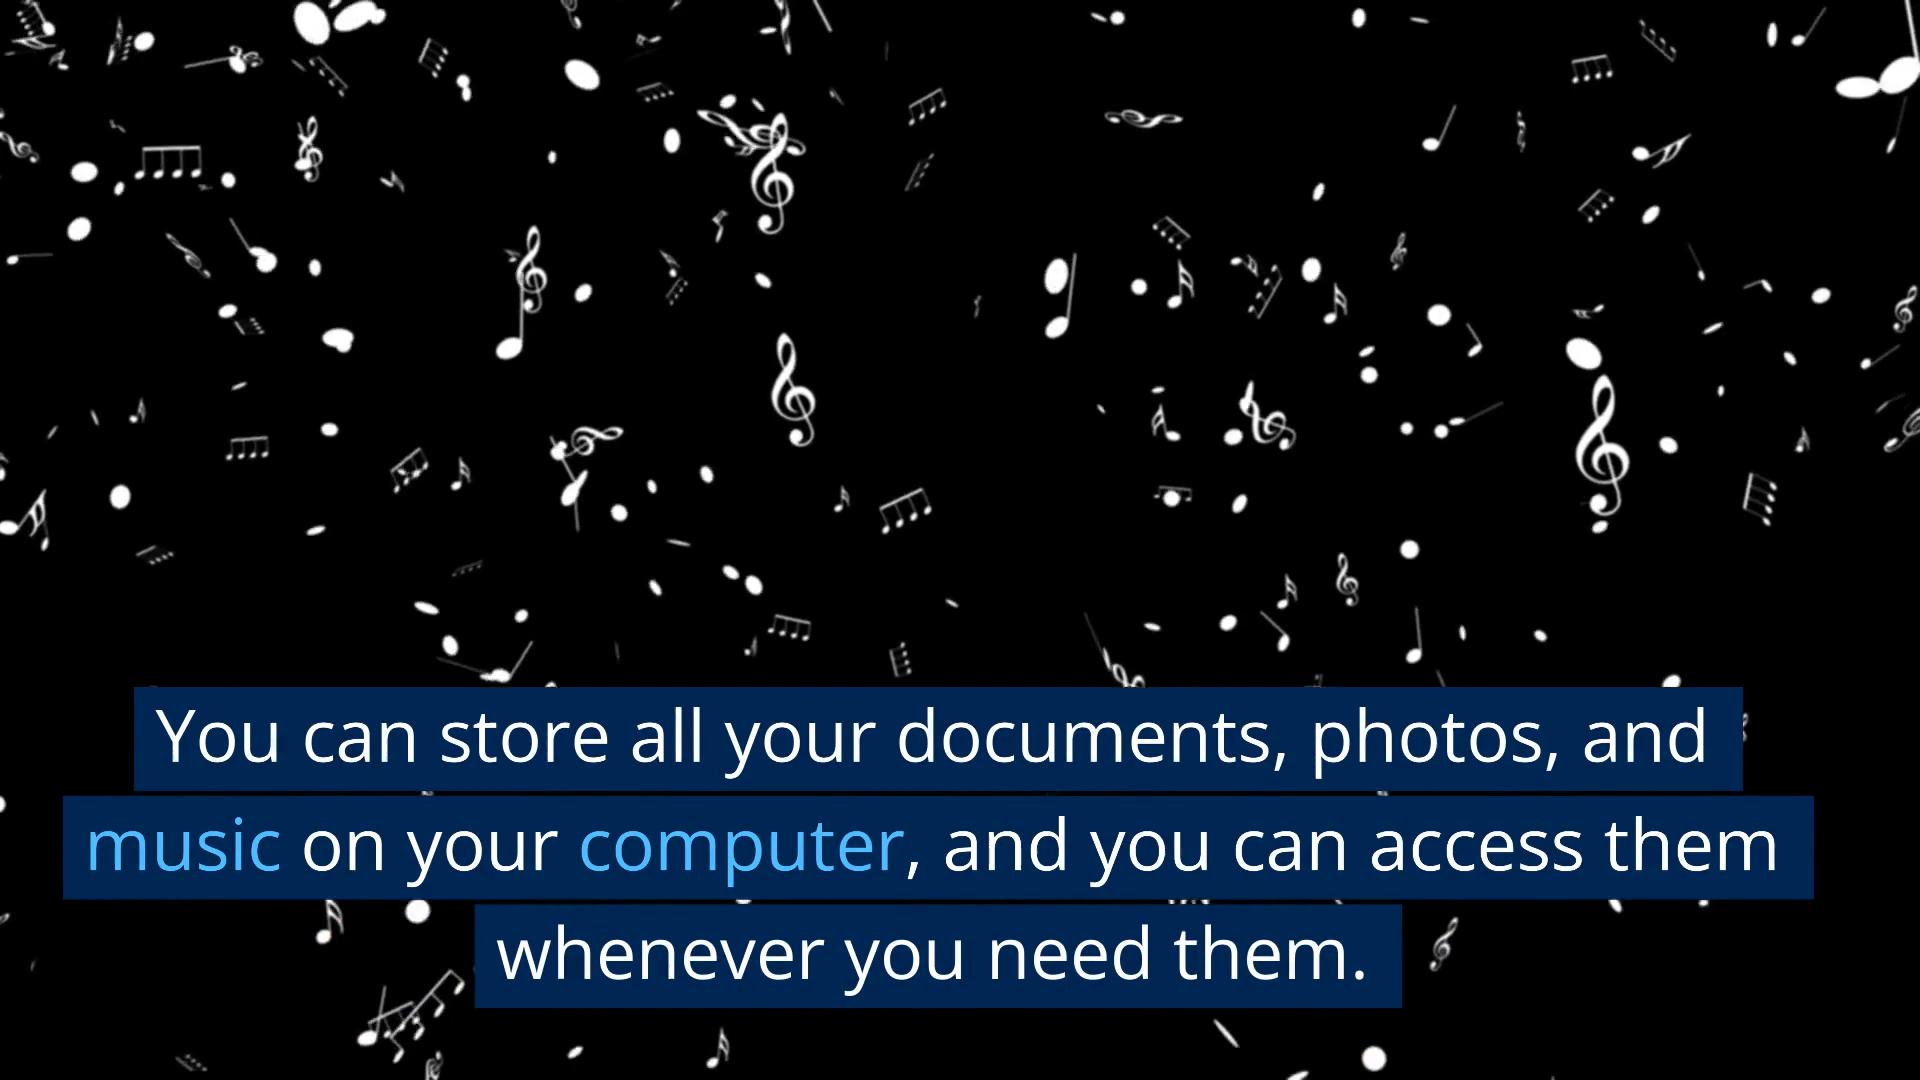 You can store all your documents, photos, and
music on your computer, and you can access them
whenever you need them.